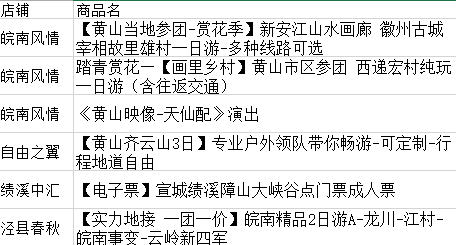 店铺 商品名
皖南风情 【黄山当地参团-赏花季】新安江山水画廊 徽州古城
宰相故里雄村一日游-多种线路可选
皖南风情 踏青赏花一【画里乡村】黄山市区参团 西递宏村纯玩
一日游（含往返交通）
皖南风情 《黄山映像-天仙配》演出
自由之翼 【黄山齐云山3日】专业户外领队带你畅游-可定制-行
程地道自由
绩溪中汇 【电子票】宣城绩溪障山大峡谷点门票成人票
泾县春秋 【实力地接 一团一价】皖南精品2日游A-龙川-江村-
皖南事变-云岭新四军